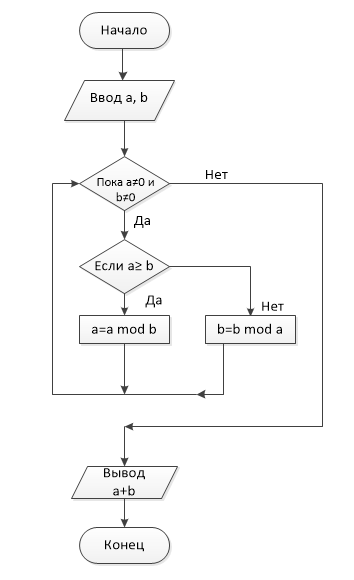 Начало
Ввод a, b
Пока a≠0 и
b≠0
Нет
Да
Если a≥ b
Да
Нет
a=a mod b
b=b mod a
Вывод
a+b
Конец